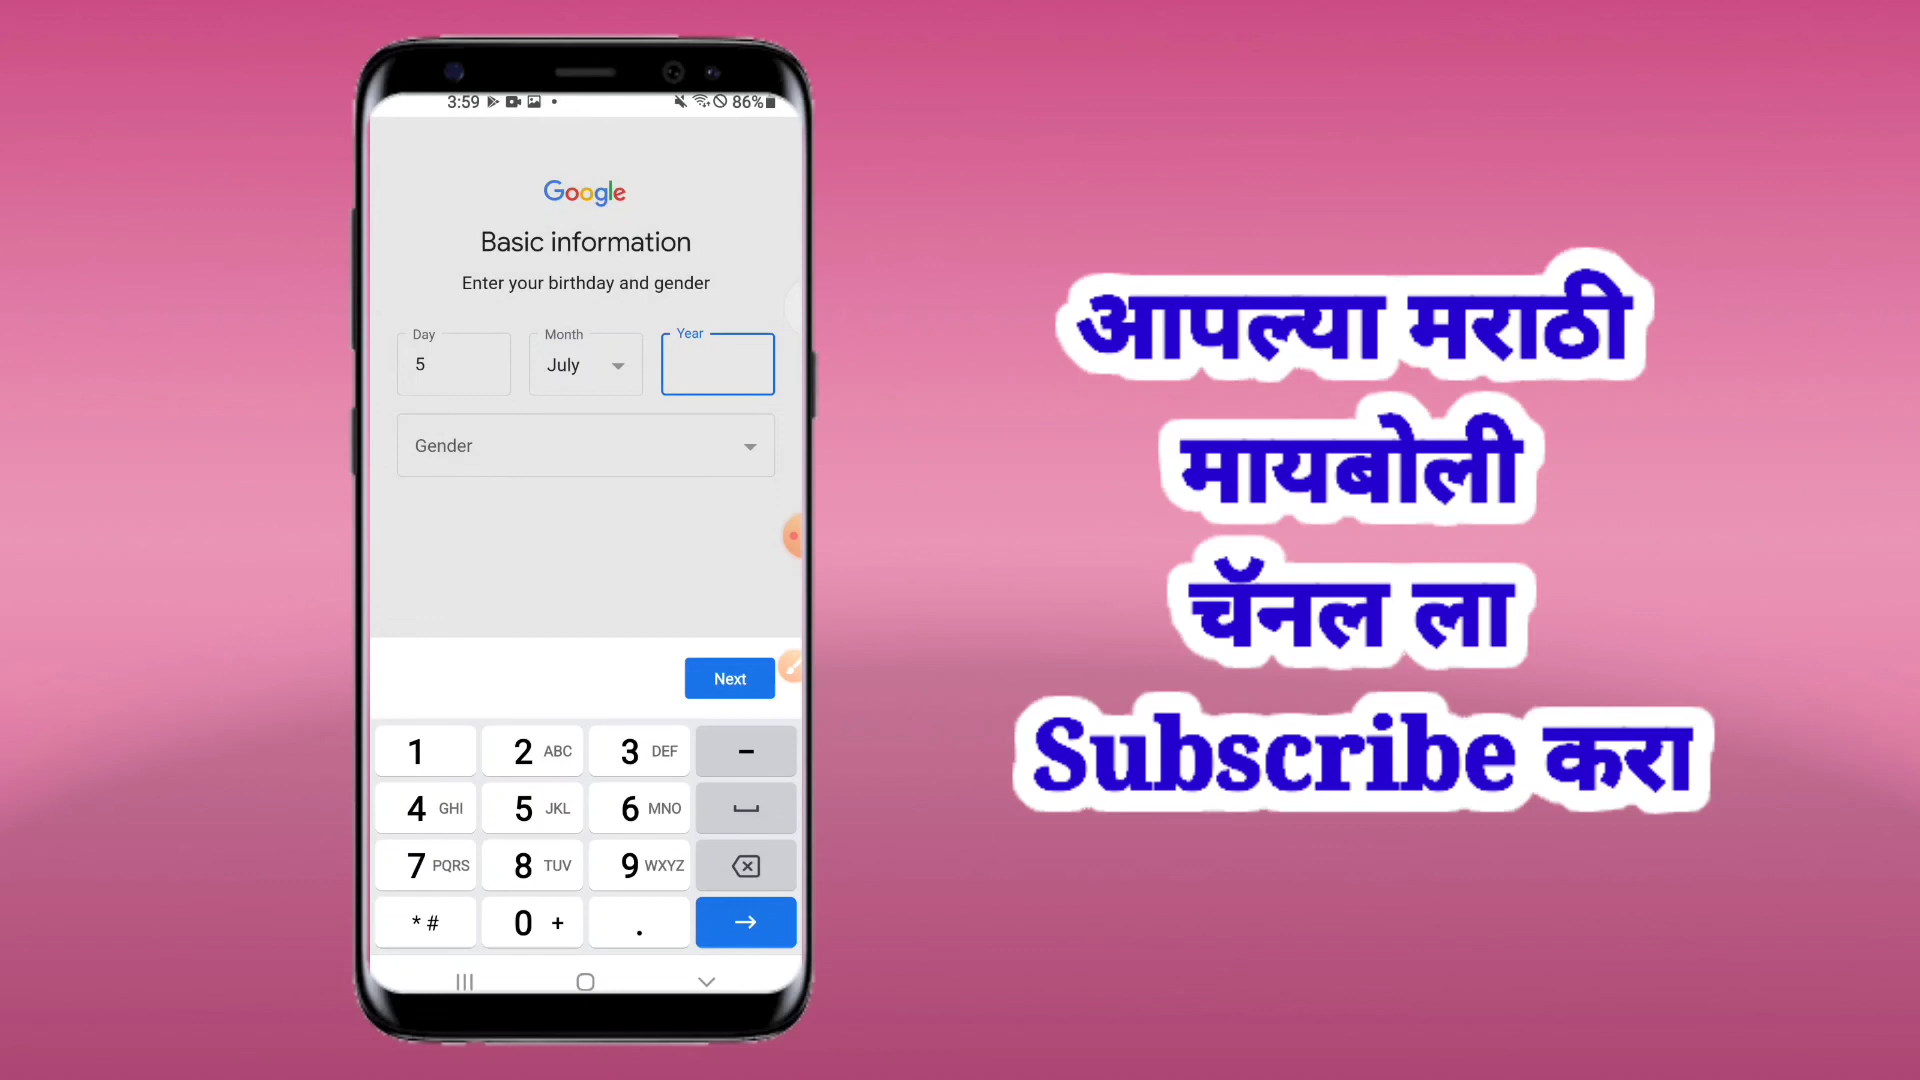 3:59 86%
Google
Basic information
Enter your birthday and gender
Day Month Year
5 July
Gender
Next
1 2 ABC 3 DEF -
4 GHI 5 JKL 6 MNO
7 PQRS 8 TUV 9 WXYZ
* # 0 + .
आपल्या मराठी
मायबोली
चॅनल ला
Subscribe करा